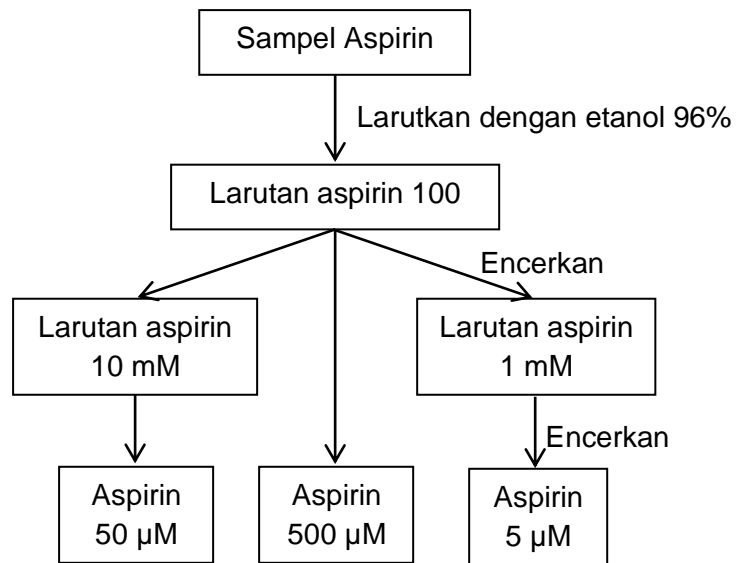 Sampel Aspirin
Larutkan dengan etanol 96%
Larutan aspirin 100
Encerkan
Larutan aspirin
10 mM
Larutan aspirin
1 mM
Encerkan
Aspirin
50 µM
Aspirin
500 µM
Aspirin
5 µM